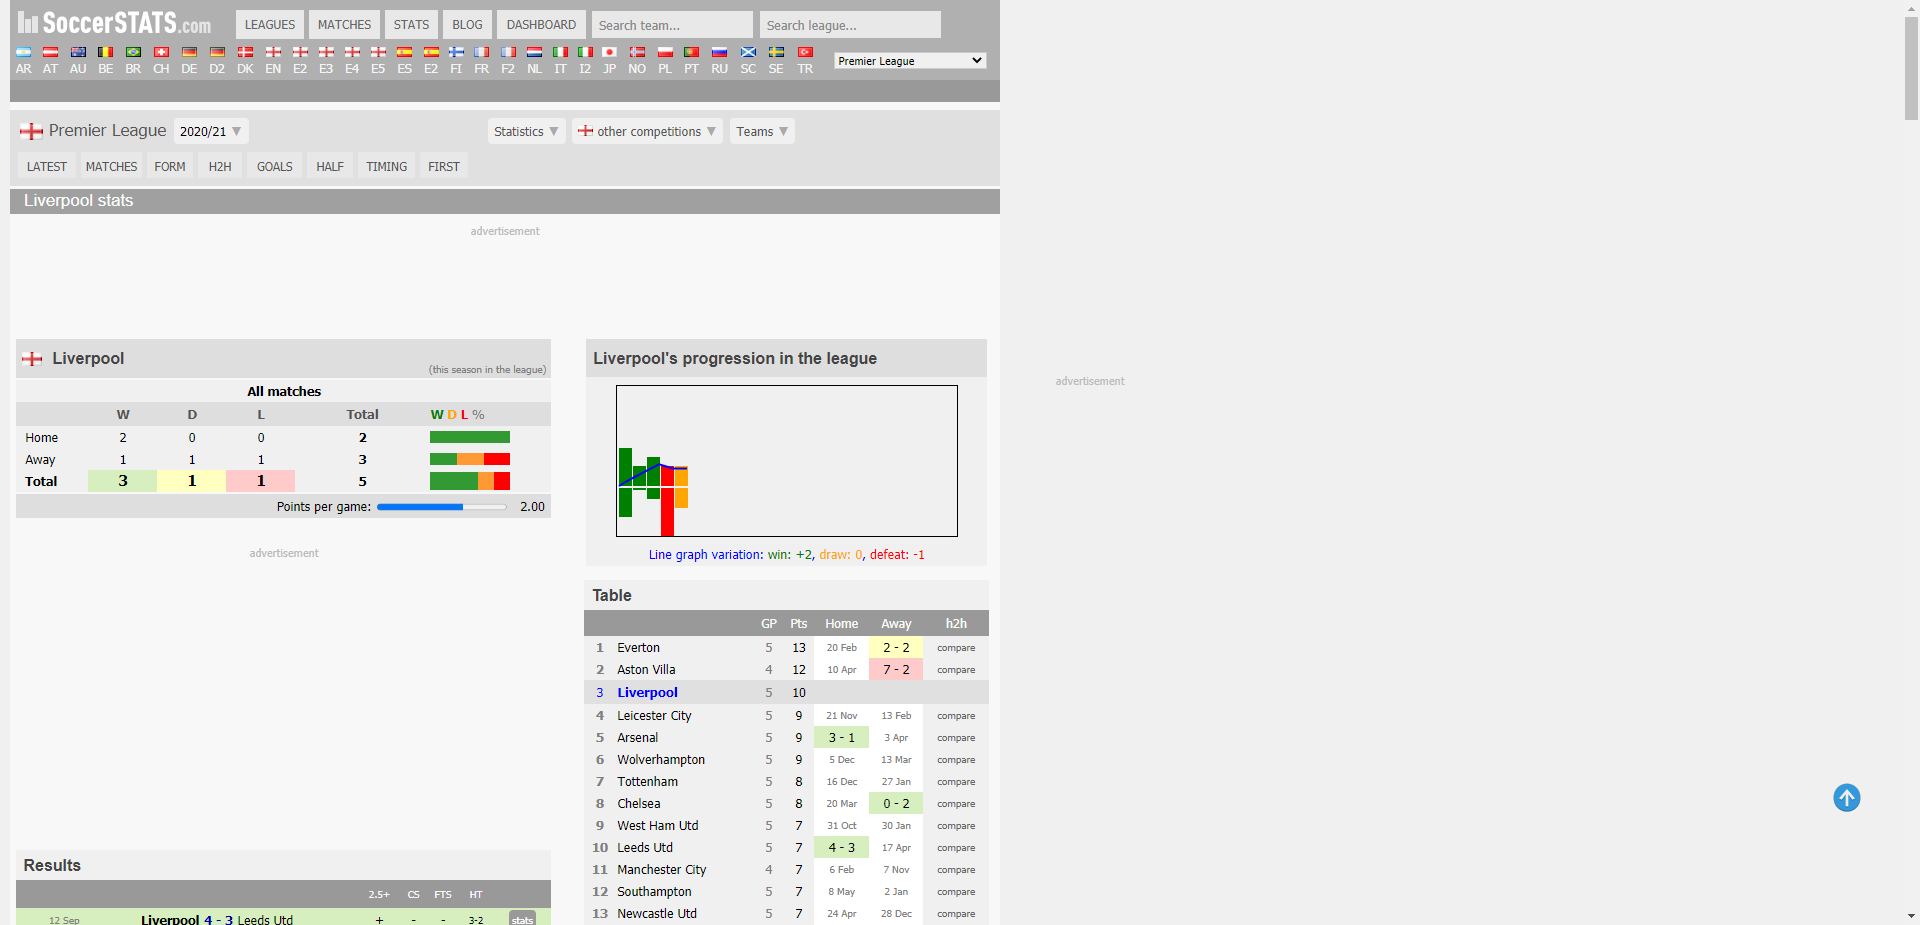 SoccerSTATS.com
LEAGUES MATCHES STATS BLOG DASHBOARD Search team... Search league...
AR AT AU BE BR CH DE D2 DK EN E2 E3 E4 E5 ES E2 FI FR F2 NL IT I2 JP NO PL PT RU SC SE TR Premier League
Premier League 2020/21 ▼ Statistics ▼ other competitions ▼ Teams ▼
LATEST MATCHES FORM H2H GOALS HALF TIMING FIRST
Liverpool stats
advertisement
Liverpool
(this season in the league)
All matches
W D L Total W D L %
Home 2 0 0 2
Away 1 1 1 3
Total 3 1 1 5
Points per game: 2.00
advertisement
Results
2.5+ CS FTS HT
12 Sep Liverpool 4 - 3 Leeds Utd + - - 3-2 stats
Liverpool's progression in the league
Line graph variation: win: +2, draw: 0, defeat: -1
Table
GP Pts Home Away h2h
1 Everton 5 13 20 Feb 2 - 2 compare
2 Aston Villa 4 12 10 Apr 7 - 2 compare
3 Liverpool 5 10
4 Leicester City 5 9 21 Nov 13 Feb compare
5 Arsenal 5 9 3 - 1 3 Apr compare
6 Wolverhampton 5 9 5 Dec 13 Mar compare
7 Tottenham 5 8 16 Dec 27 Jan compare
8 Chelsea 5 8 20 Mar 0 - 2 compare
9 West Ham Utd 5 7 31 Oct 30 Jan compare
10 Leeds Utd 5 7 4 - 3 17 Apr compare
11 Manchester City 4 7 6 Feb 7 Nov compare
12 Southampton 5 7 8 May 2 Jan compare
13 Newcastle Utd 5 7 24 Apr 28 Dec compare
advertisement